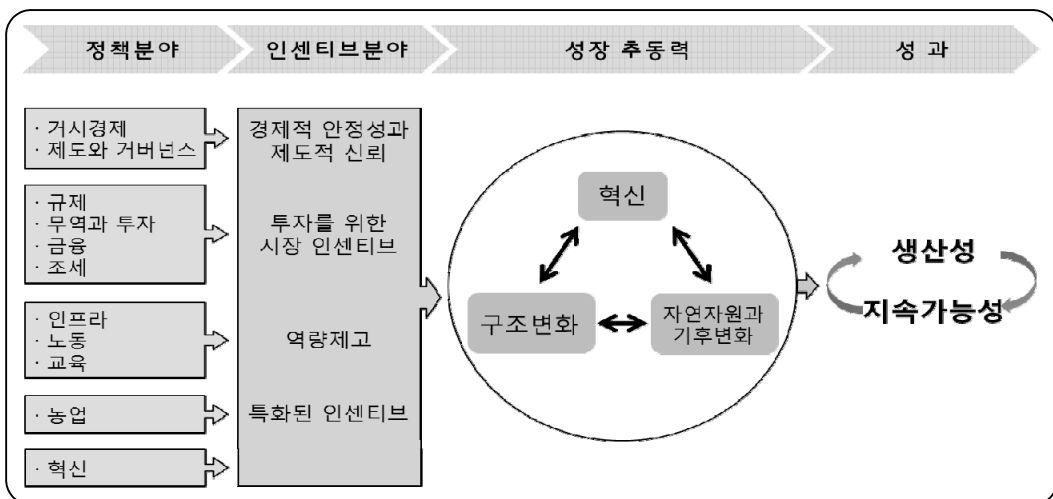 정책분야
인센티브분야
성장 추동력
성 과
· 거시경제
· 제도와 거버넌스
경제적 안정성과
제도적 신뢰
· 규제
· 무역과 투자
· 금융
· 조세
투자를 위한
시장 인센티브
· 인프라
· 노동
· 교육
역량제고
· 농업
특화된 인센티브
· 혁신
혁신
구조변화
자연자원과
기후변화
생산성
지속가능성